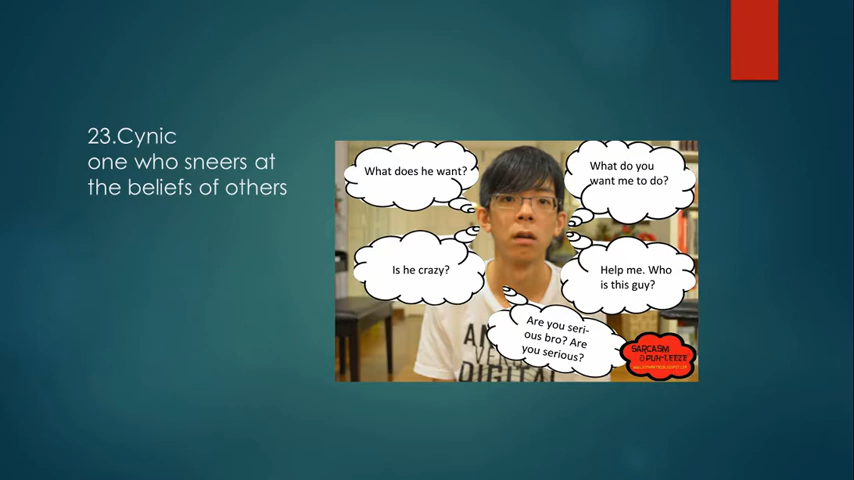 23.Cynic
one who sneers at
the beliefs of others
What does he want?
What do you
want me to do?
Is he crazy?
Help me. Who
is this guy?
Are you seri-
ous bro? Are
you serious?
SARCASM
PUH-LEEZE
DIGITAL